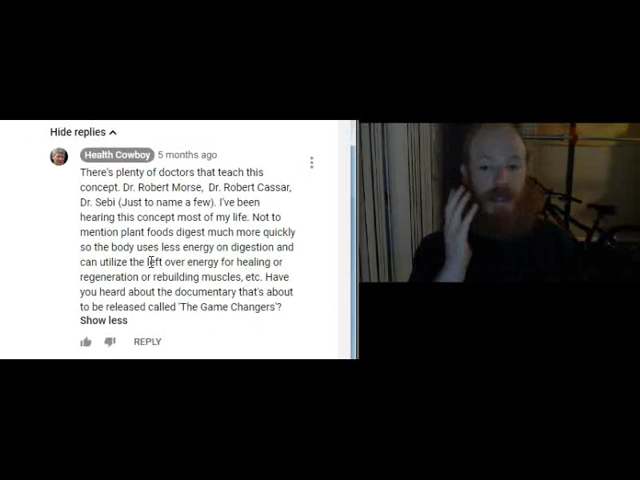 Hide replies
Health Cowboy 5 months ago
There's plenty of doctors that teach this
concept. Dr. Robert Morse, Dr. Robert Cassar,
Dr. Sebi (Just to name a few). I've been
hearing this concept most of my life. Not to
mention plant foods digest much more quickly
so the body uses less energy on digestion and
can utilize the left over energy for healing or
regeneration or rebuilding muscles, etc. Have
you heard about the documentary that's about
to be released called 'The Game Changers'?
Show less
REPLY